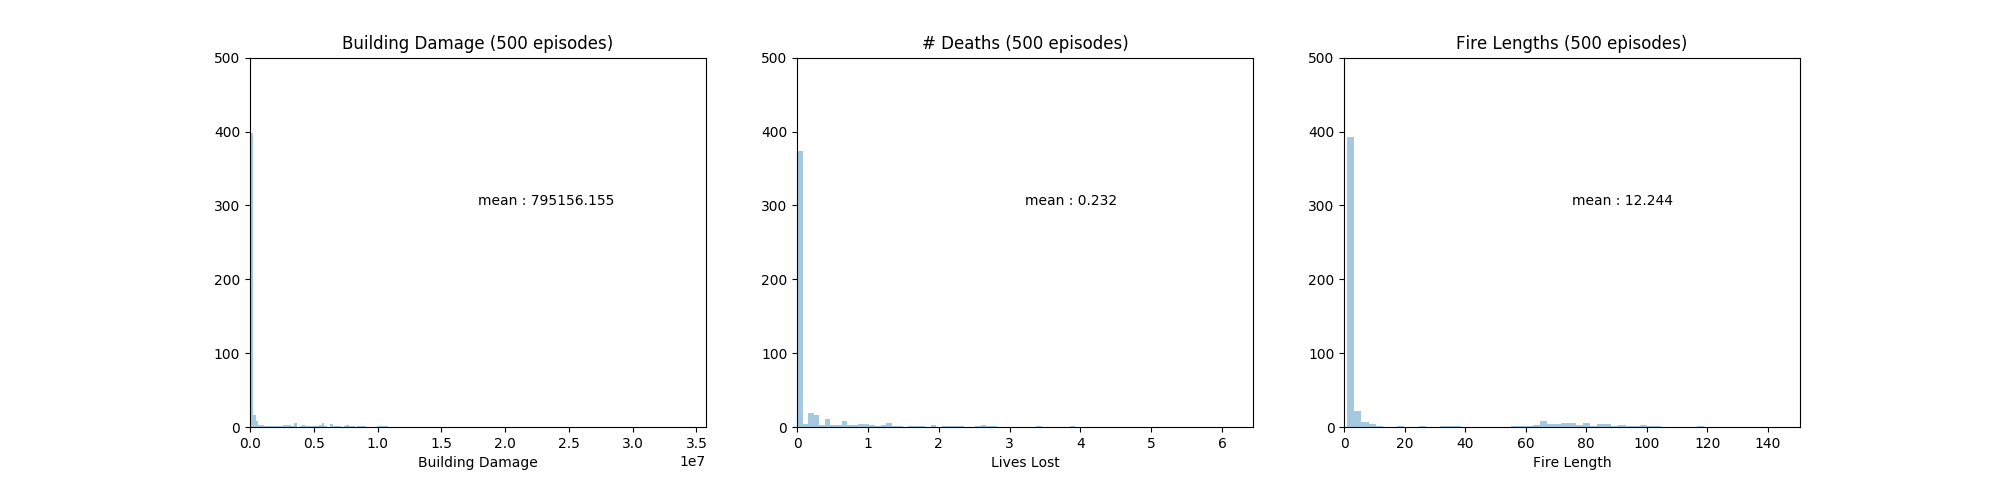 Building Damage (500 episodes)
500
400
300
200
100
0
mean : 795156.155
0.0 0.5 1.0 1.5 2.0 2.5 3.0 3.5
1e7
Building Damage
# Deaths (500 episodes)
500
400
300
200
100
0
mean : 0.232
0 1 2 3 4 5 6
Lives Lost
Fire Lengths (500 episodes)
500
400
300
200
100
0
mean : 12.244
0 20 40 60 80 100 120 140
Fire Length